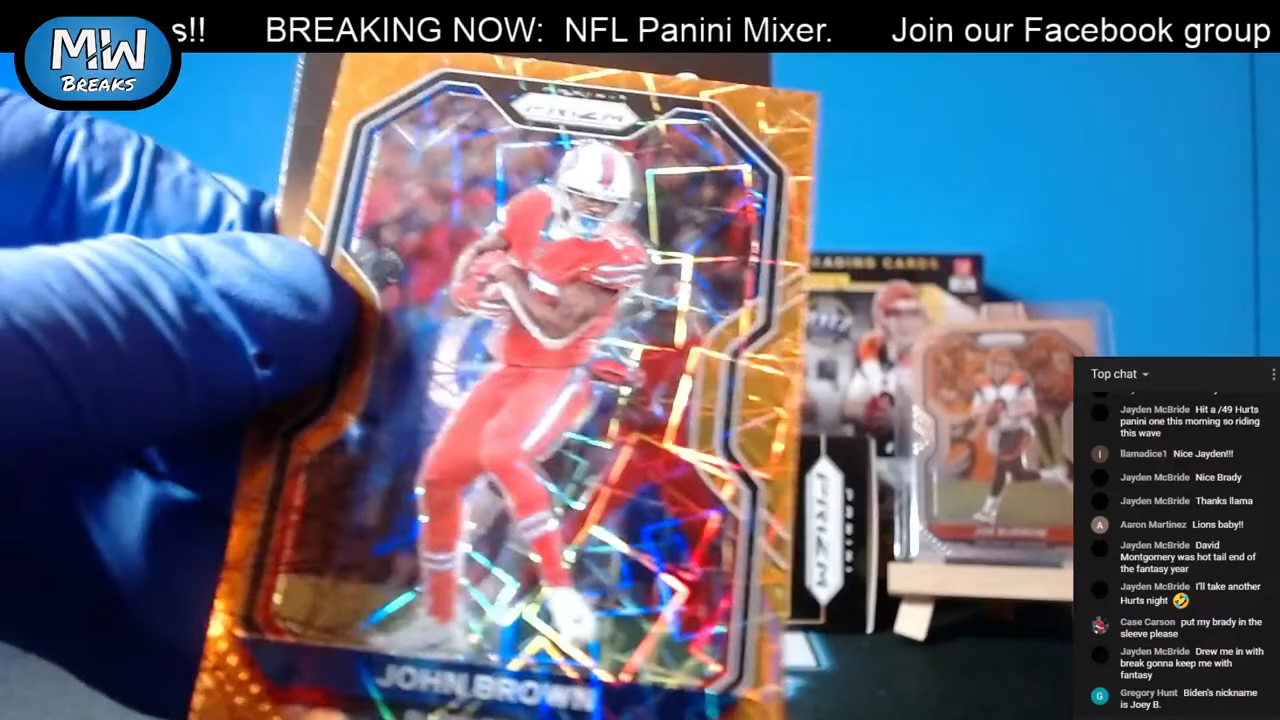 s!! BREAKING NOW: NFL Panini Mixer. Join our Facebook group
MW
BREAKS
PRIZM
JOHN BROWN
TRADING CARDS
PRIZM
Top chat
Jayden McBride Hit a /49 Hurts
panini one this morning so riding
this wave
llamadice1 Nice Jayden!!!
Jayden McBride Nice Brady
Jayden McBride Thanks llama
Aaron Martinez Lions baby!!
Jayden McBride David
Montgomery was hot tail end of
the fantasy year
Jayden McBride I'll take another
Hurts night 🤣
Case Carson put my brady in the
sleeve please
Jayden McBride Drew me in with
break gonna keep me with
fantasy
Gregory Hunt Biden's nickname
is Joey B.